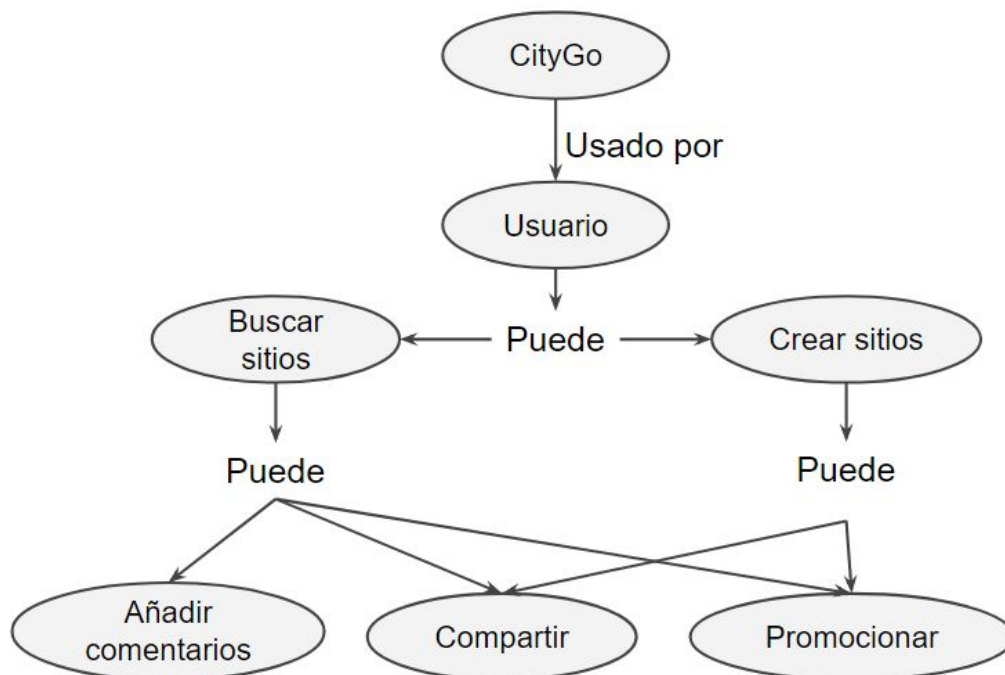 CityGo
Usado por
Usuario
Buscar
sitios
Puede
Crear sitios
Puede
Puede
Añadir
comentarios
Compartir
Promocionar